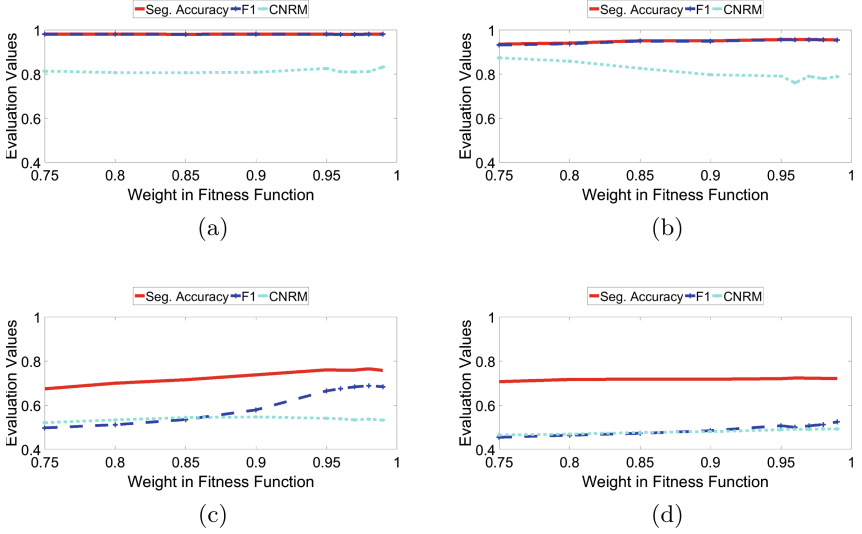 Seg. Accuracy F1 CNRM
Evaluation Values
1
0.8
0.6
0.4
0.75 0.8 0.85 0.9 0.95 1
Weight in Fitness Function
(a)
Seg. Accuracy F1 CNRM
Evaluation Values
1
0.8
0.6
0.4
0.75 0.8 0.85 0.9 0.95 1
Weight in Fitness Function
(b)
Seg. Accuracy F1 CNRM
Evaluation Values
1
0.8
0.6
0.4
0.75 0.8 0.85 0.9 0.95 1
Weight in Fitness Function
(c)
Seg. Accuracy F1 CNRM
Evaluation Values
1
0.8
0.6
0.4
0.75 0.8 0.85 0.9 0.95 1
Weight in Fitness Function
(d)